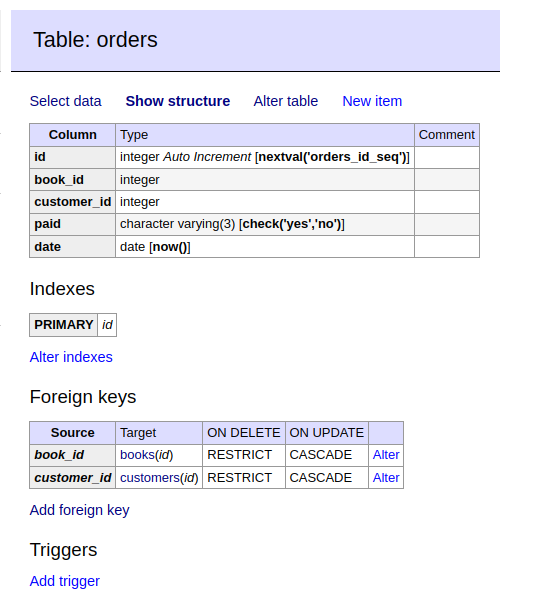 Table: orders
Select data Show structure Alter table New item
Column Type Comment
id integer Auto Increment [nextval('orders_id_seq')]
book_id integer
customer_id integer
paid character varying(3) [check('yes','no')]
date date [now()]
Indexes
PRIMARY id
Alter indexes
Foreign keys
Source Target ON DELETE ON UPDATE
book_id books(id) RESTRICT CASCADE Alter
customer_id customers(id) RESTRICT CASCADE Alter
Add foreign key
Triggers
Add trigger